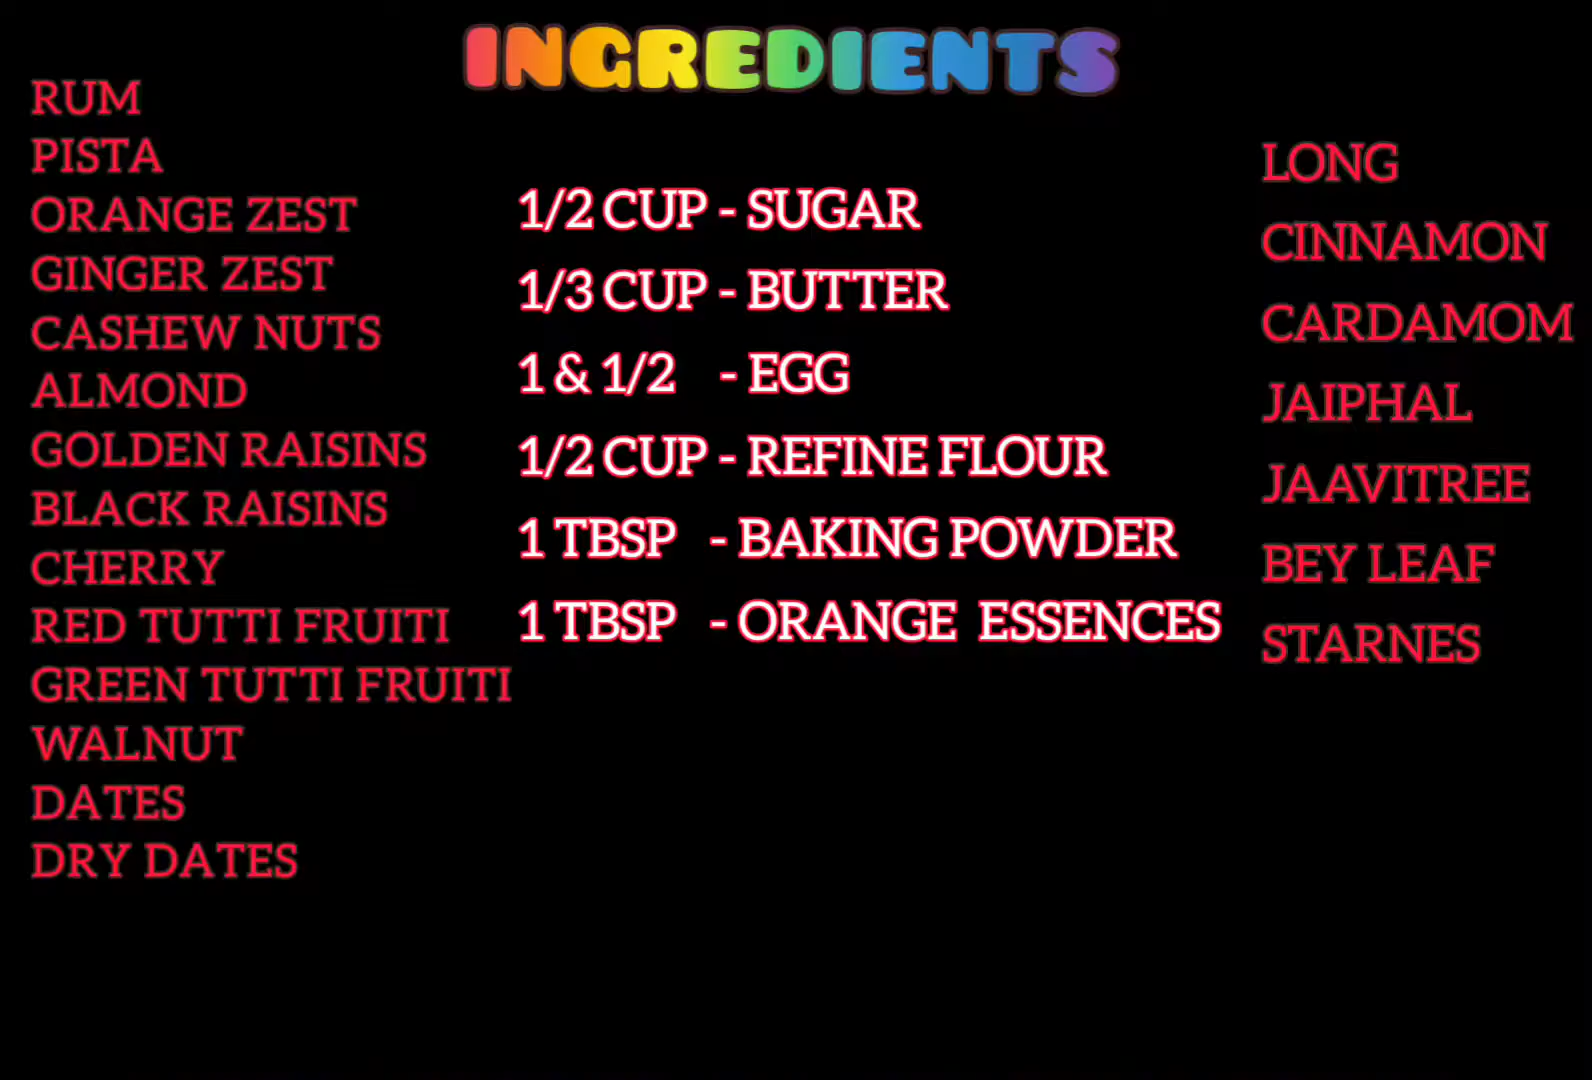 INGREDIENTS
RUM
PISTA
ORANGE ZEST
GINGER ZEST
CASHEW NUTS
ALMOND
GOLDEN RAISINS
BLACK RAISINS
CHERRY
RED TUTTI FRUITI
GREEN TUTTI FRUITI
WALNUT
DATES
DRY DATES
1/2 CUP - SUGAR
1/3 CUP - BUTTER
1 & 1/2 - EGG
1/2 CUP - REFINE FLOUR
1 TBSP - BAKING POWDER
1 TBSP - ORANGE ESSENCES
LONG
CINNAMON
CARDAMOM
JAIPHAL
JAAVITREE
BEY LEAF
STARNES